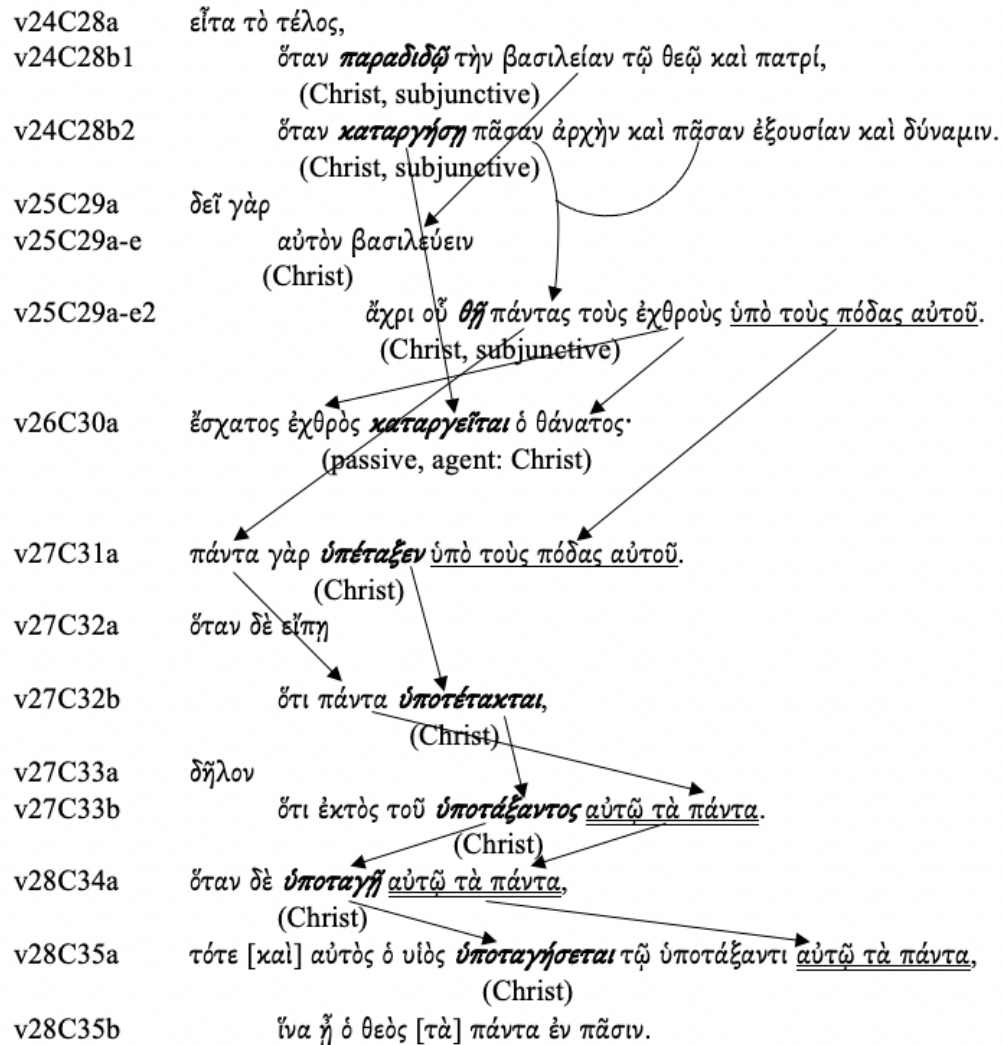 v24C28a εἶτα τὸ τέλος,
v24C28b1 ὅταν παραδιδῷ τὴν βασιλείαν τῷ θεῷ καὶ πατρί,
(Christ, subjunctive)
v24C28b2 ὅταν καταργήσῃ πᾶσαν ἀρχὴν καὶ πᾶσαν ἐξουσίαν καὶ δύναμιν.
(Christ, subjunctive)
v25C29a δεῖ γὰρ
v25C29a-e αὐτὸν βασιλεύειν
(Christ)
v25C29a-e2 ἄχρι οὗ θῇ πάντας τοὺς ἐχθροὺς ὑπὸ τοὺς πόδας αὐτοῦ.
(Christ, subjunctive)
v26C30a ἔσχατος ἐχθρὸς καταργεῖται ὁ θάνατος·
(passive, agent: Christ)
v27C31a πάντα γὰρ ὑπέταξεν ὑπὸ τοὺς πόδας αὐτοῦ.
(Christ)
v27C32a ὅταν δὲ εἴπῃ
v27C32b ὅτι πάντα ὑποτέτακται,
(Christ)
v27C33a δῆλον
v27C33b ὅτι ἐκτὸς τοῦ ὑποτάξαντος αὐτῷ τὰ πάντα.
(Christ)
v28C34a ὅταν δὲ ὑποταγῇ αὐτῷ τὰ πάντα,
(Christ)
v28C35a τότε [καὶ] αὐτὸς ὁ υἱὸς ὑποταγήσεται τῷ ὑποτάξαντι αὐτῷ τὰ πάντα,
(Christ)
v28C35b ἵνα ᾖ ὁ θεὸς [τὰ] πάντα ἐν πᾶσιν.